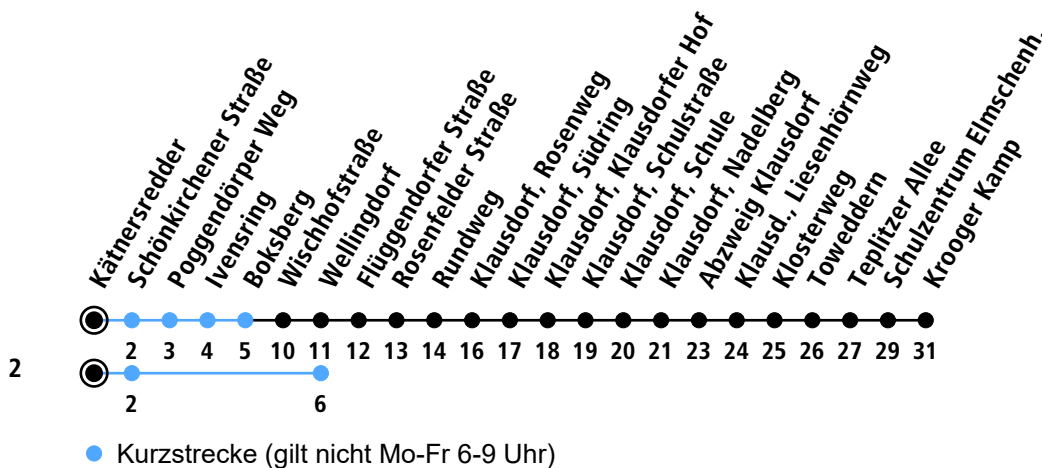 Kätnersredder
Schönkirchener Straße
Poggendörper Weg
Ivensring
Boksberg
Wischhofstraße
Wellingdorf
Flüggendorfer Straße
Rosenfelder Straße
Rundweg
Klausdorf, Rosenweg
Klausdorf, Südring
Klausdorf, Klausdorfer Hof
Klausdorf, Schulstraße
Klausdorf, Schule
Klausdorf, Nadelberg
Abzweig Klausdorf
Klausd., Liesenhörnweg
Klosterweg
Toweddern
Teplitzer Allee
Schulzentrum Elmschenh.
Krooger Kamp
2 3 4 5 10 11 12 13 14 16 17 18 19 20 21 23 24 25 26 27 29 31
2
2 6
Kurzstrecke (gilt nicht Mo-Fr 6-9 Uhr)